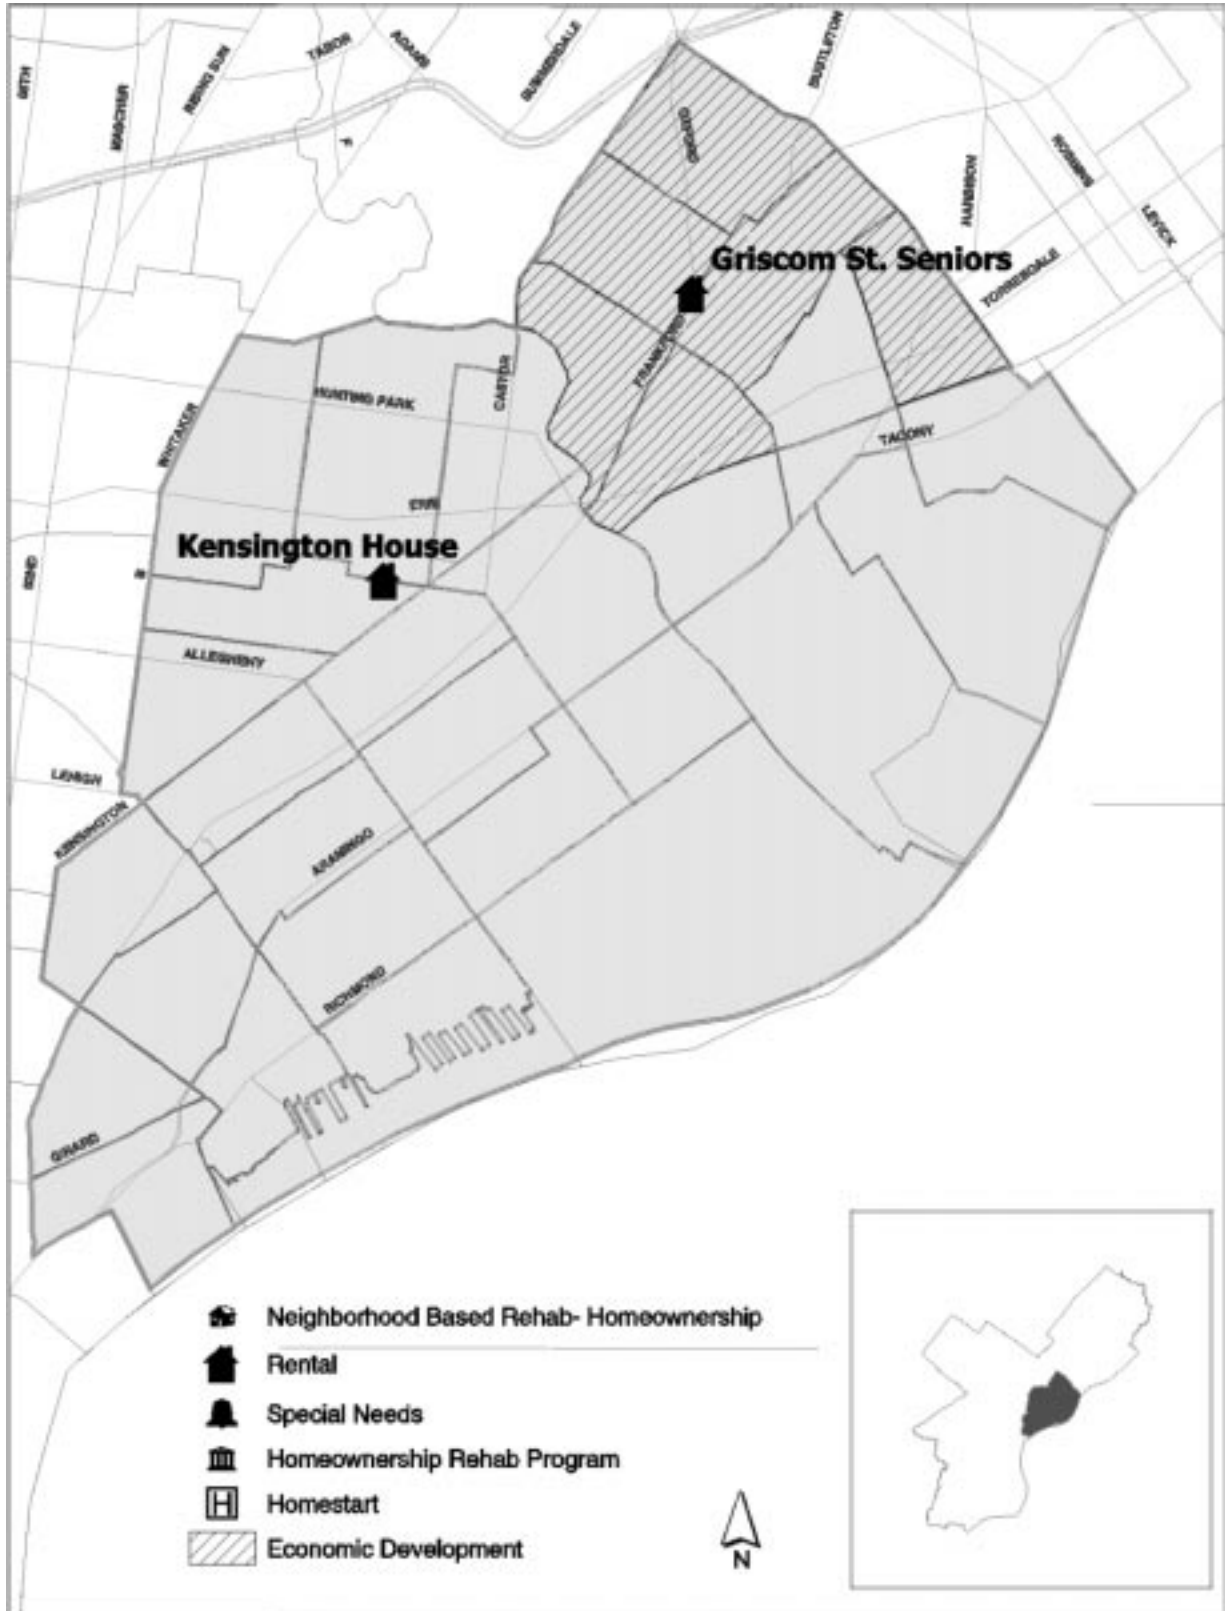 TABOR
ADAMS
RISING SUN
MASCHER
SUMMERDALE
BUSTLETON
F
OXFORD
HARBISON
ROBBINS
LEVICK
TORRESDALE
Griscom St. Seniors
FRANKFORD
CASTOR
HUNTING PARK
WHITAKER
TACONY
ERIE
Kensington House
B
ALLEGHENY
LEHIGH
KENSINGTON
ARAMINGO
RICHMOND
GIRARD
Neighborhood Based Rehab- Homeownership
Rental
Special Needs
Homeownership Rehab Program
H Homestart
Economic Development
N